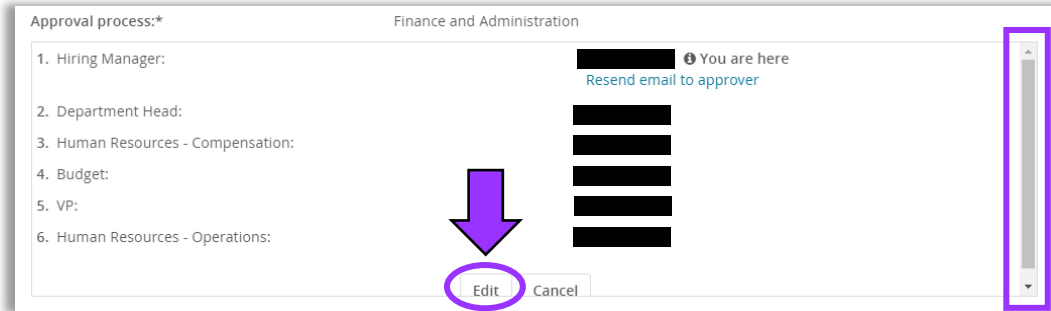 Approval process:* Finance and Administration
1. Hiring Manager: You are here
Resend email to approver
2. Department Head:
3. Human Resources - Compensation:
4. Budget:
5. VP:
6. Human Resources - Operations:
Edit Cancel